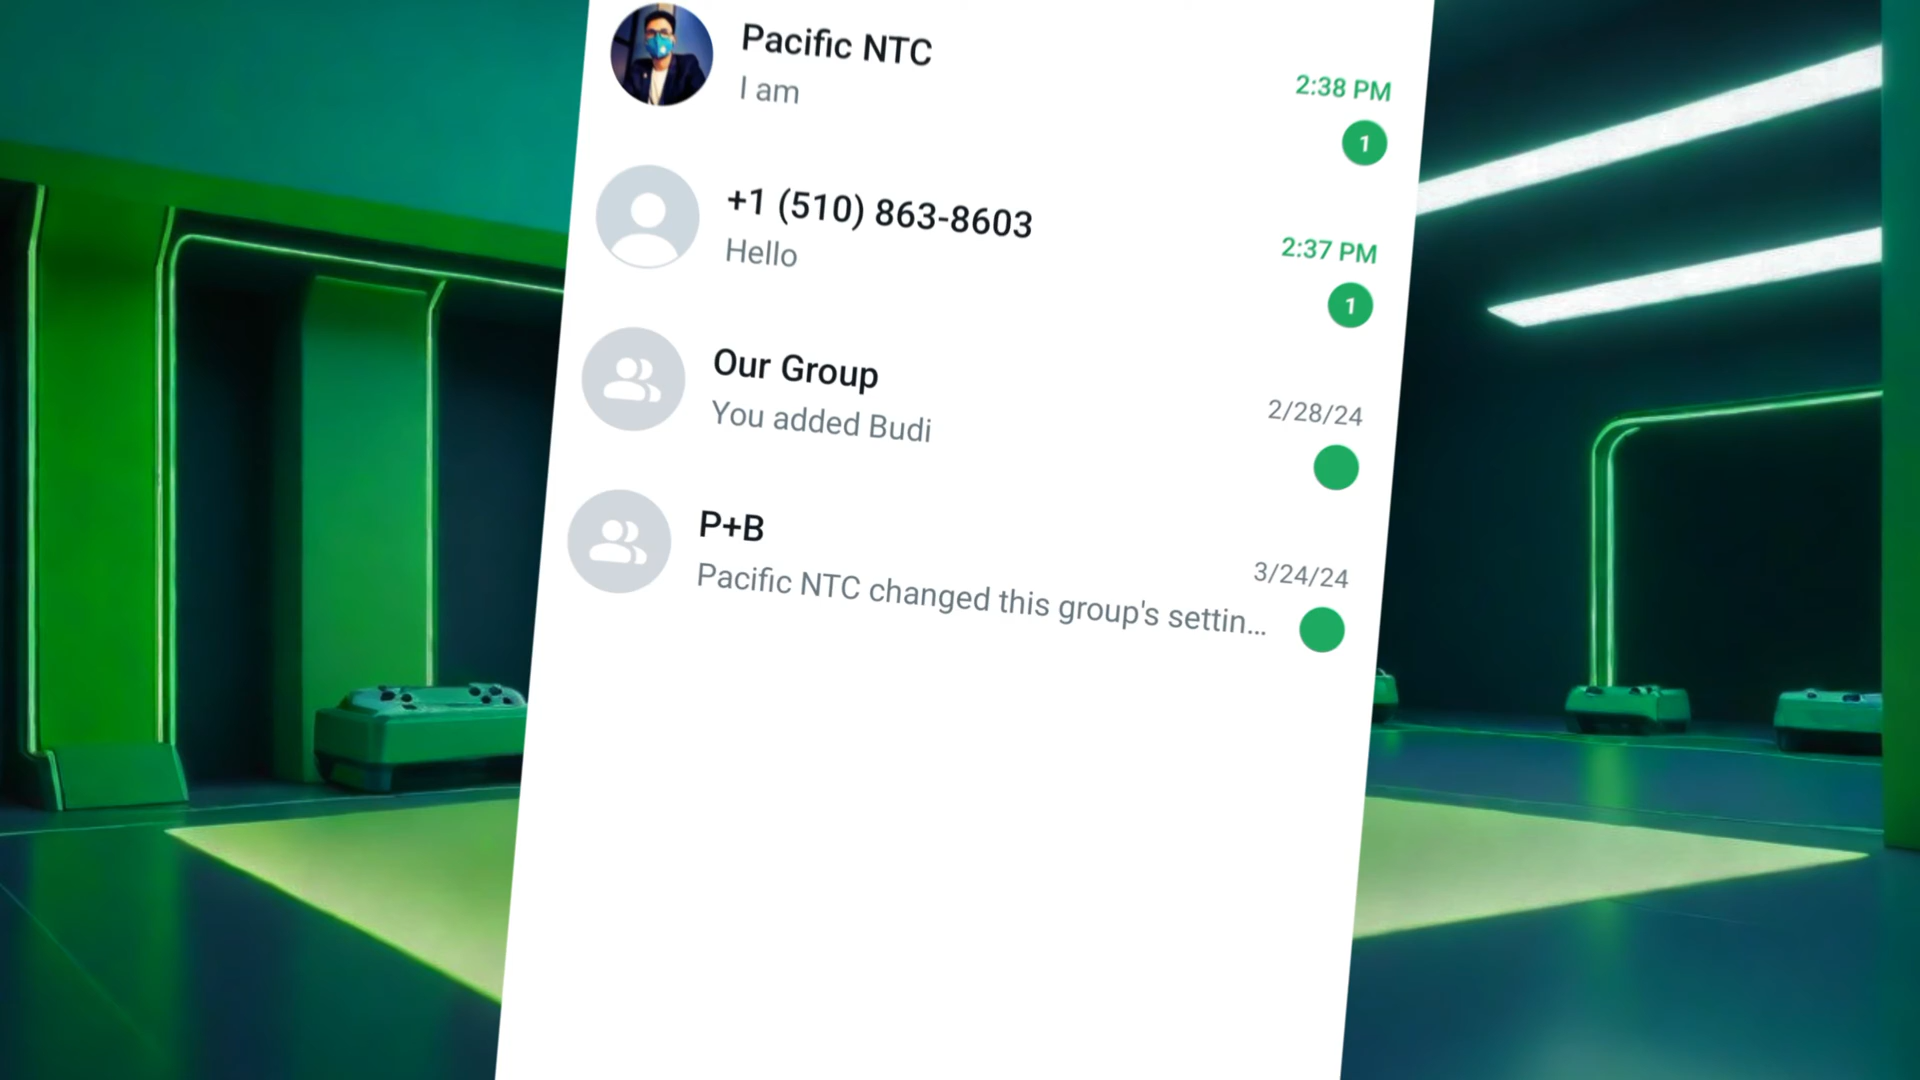 Pacific NTC
I am
2:38 PM
1
+1 (510) 863-8603
Hello
2:37 PM
1
Our Group
You added Budi
2/28/24
P+B
Pacific NTC changed this group's settin...
3/24/24